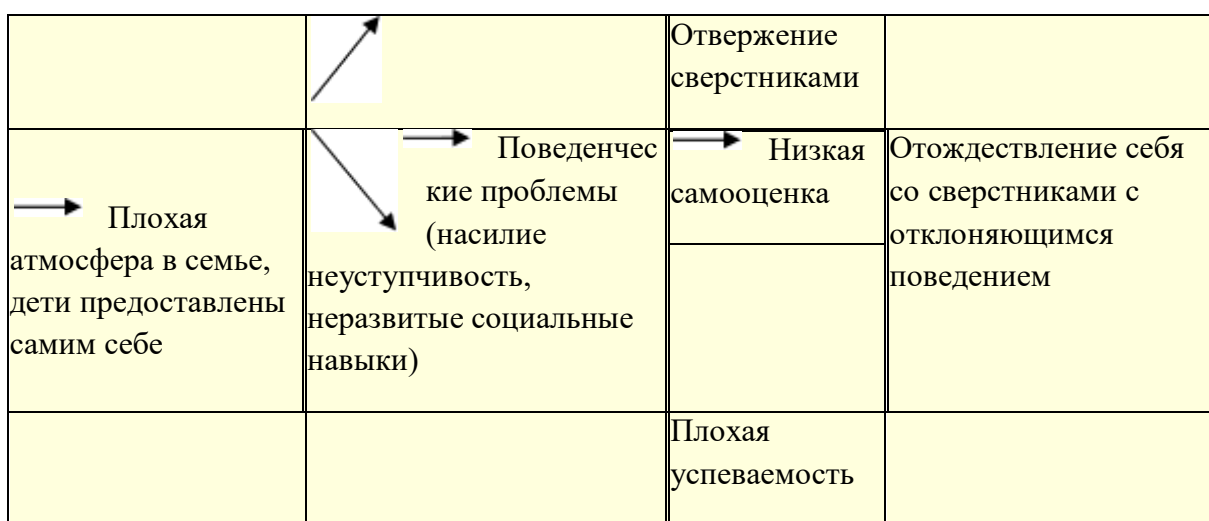 Отвержение
сверстниками
Плохая
атмосфера в семье,
дети предоставлены
самим себе
Поведенчес
кие проблемы
(насилие
неуступчивость,
неразвитые социальные
навыки)
Низкая
самооценка
Отождествление себя
со сверстниками с
отклоняющимся
поведением
Плохая
успеваемость